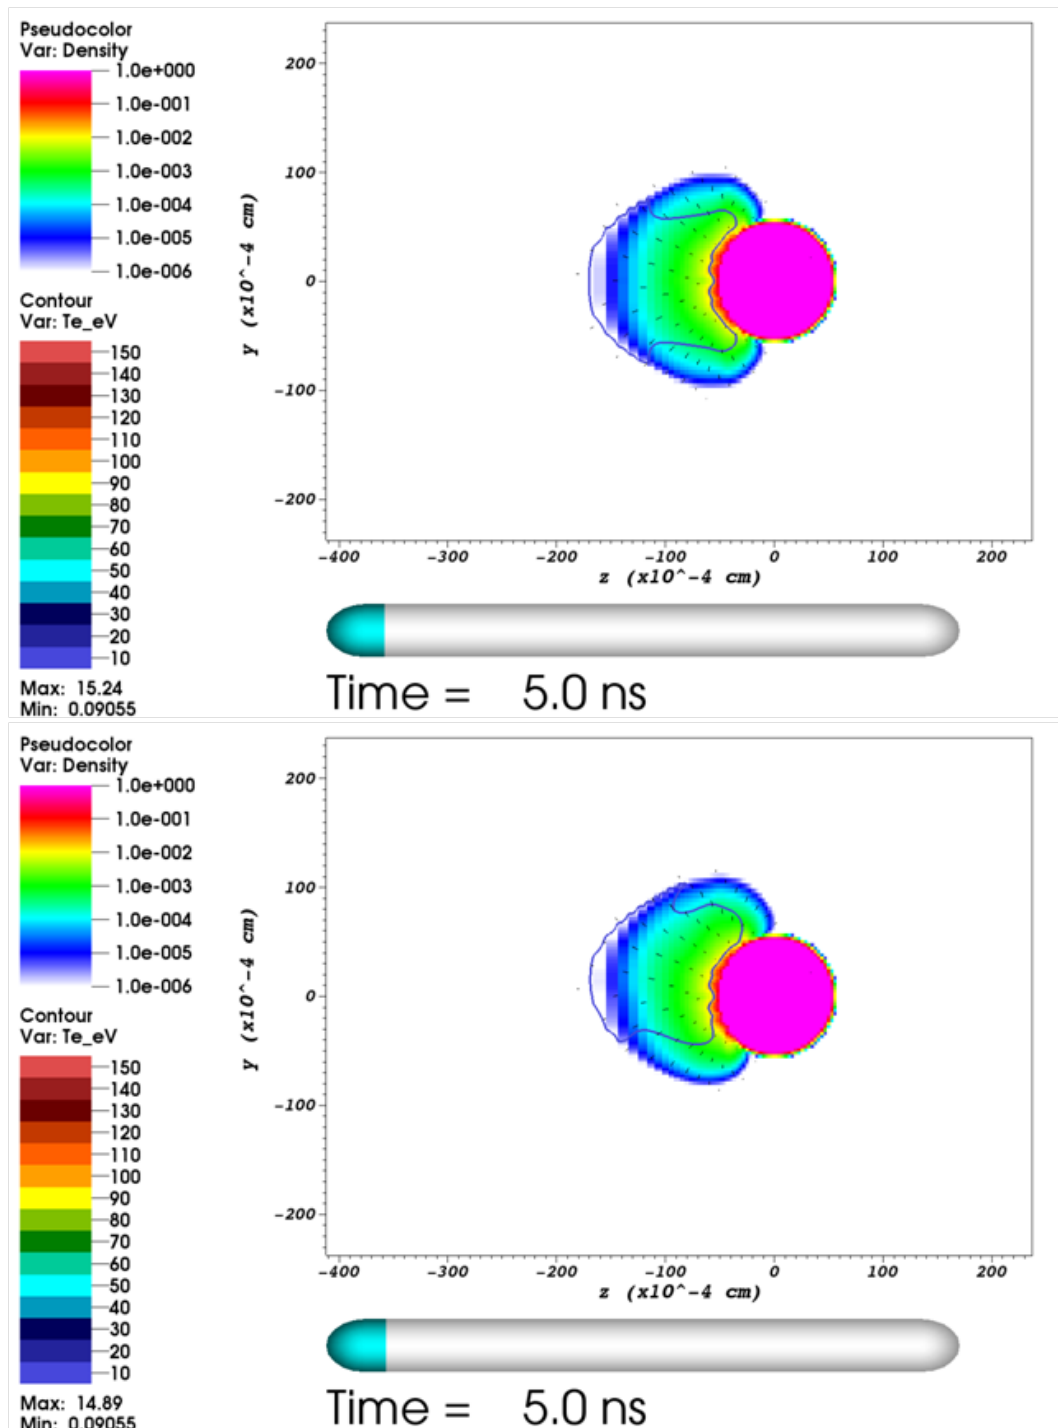 Pseudocolor
Var: Density
1.0e+000
1.0e-001
1.0e-002
1.0e-003
1.0e-004
1.0e-005
1.0e-006
Contour
Var: Te_eV
150
140
130
120
110
100
90
80
70
60
50
40
30
20
10
Max: 15.24
Min: 0.09055
y (x10^-4 cm)
200
100
0
-100
-200
-400 -300 -200 -100 0 100 200
z (x10^-4 cm)
Time = 5.0 ns
Pseudocolor
Var: Density
1.0e+000
1.0e-001
1.0e-002
1.0e-003
1.0e-004
1.0e-005
1.0e-006
Contour
Var: Te_eV
150
140
130
120
110
100
90
80
70
60
50
40
30
20
10
Max: 14.89
Min: 0.09055
y (x10^-4 cm)
200
100
0
-100
-200
-400 -300 -200 -100 0 100 200
z (x10^-4 cm)
Time = 5.0 ns